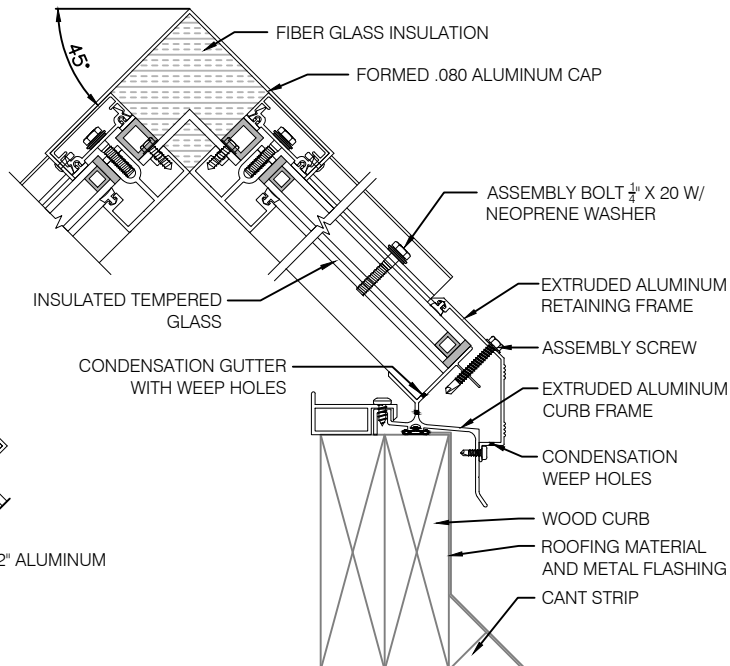 FIBER GLASS INSULATION
45°
FORMED .080 ALUMINUM CAP
ASSEMBLY BOLT 1/4" X 20 W/
NEOPRENE WASHER
INSULATED TEMPERED
GLASS
EXTRUDED ALUMINUM
RETAINING FRAME
ASSEMBLY SCREW
CONDENSATION GUTTER
WITH WEEP HOLES
EXTRUDED ALUMINUM
CURB FRAME
CONDENSATION
WEEP HOLES
WOOD CURB
2" ALUMINUM
ROOFING MATERIAL
AND METAL FLASHING
CANT STRIP